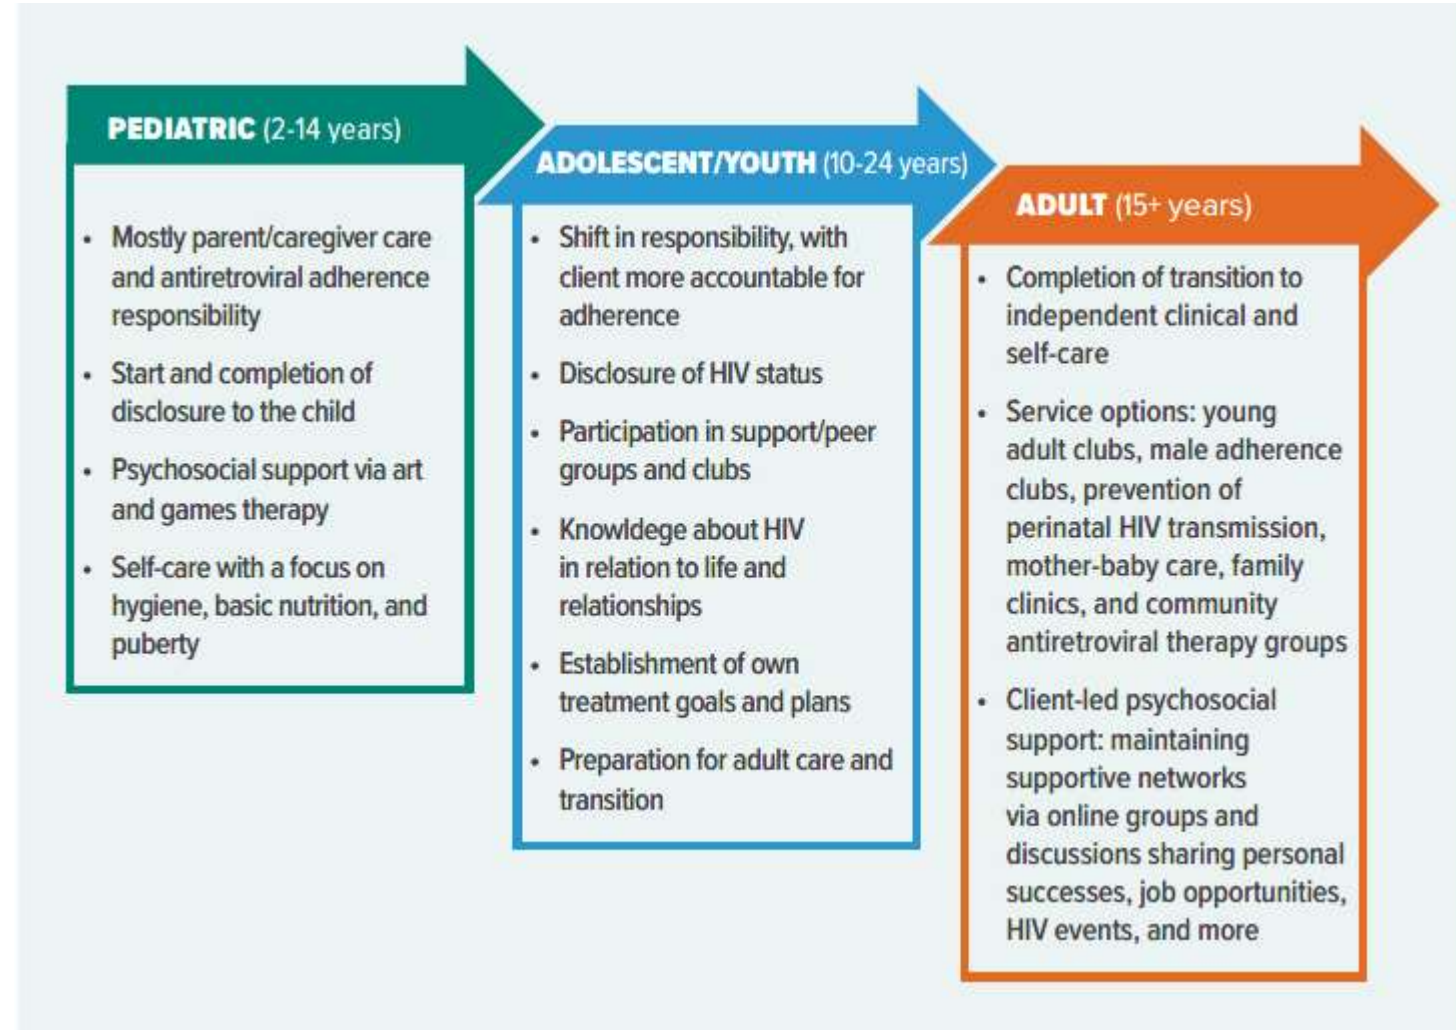 PEDIATRIC (2-14 years)
• Mostly parent/caregiver care
and antiretroviral adherence
responsibility
• Start and completion of
disclosure to the child
• Psychosocial support via art
and games therapy
• Self-care with a focus on
hygiene, basic nutrition, and
puberty
ADOLESCENT/YOUTH (10-24 years)
• Shift in responsibility, with
client more accountable for
adherence
• Disclosure of HIV status
• Participation in support/peer
groups and clubs
• Knowldege about HIV
in relation to life and
relationships
• Establishment of own
treatment goals and plans
• Preparation for adult care and
transition
ADULT (15+ years)
• Completion of transition to
independent clinical and
self-care
• Service options: young
adult clubs, male adherence
clubs, prevention of
perinatal HIV transmission,
mother-baby care, family
clinics, and community
antiretroviral therapy groups
• Client-led psychosocial
support: maintaining
supportive networks
via online groups and
discussions sharing personal
successes, job opportunities,
HIV events, and more